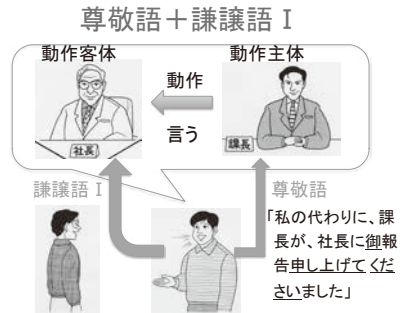 尊敬語＋謙譲語Ⅰ
動作客体
動作主体
動作
言う
社長
課長
謙譲語Ⅰ
尊敬語
「私の代わりに、課
長が、社長に御報
告申し上げてくだ
さいました」